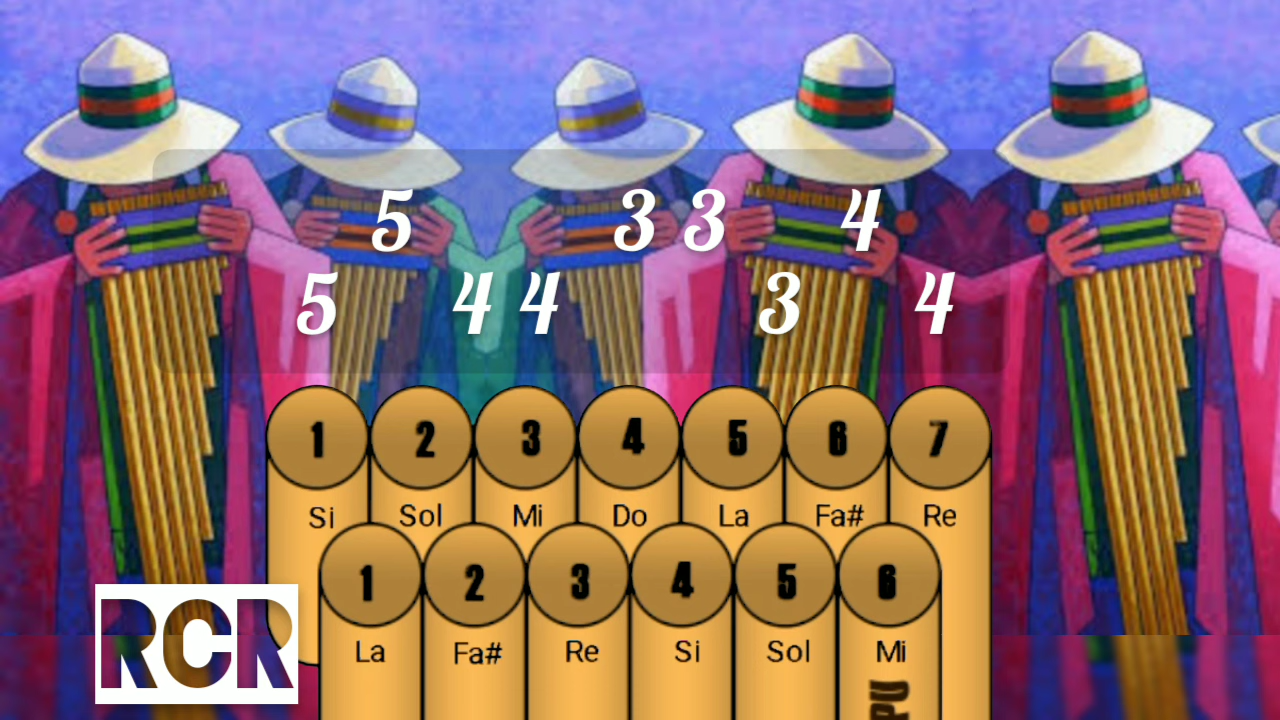 5 3 3 4
5 4 4 3 4
1 2 3 4 5 6 7
Si Sol Mi Do La Fa# Re
1 2 3 4 5 6
La Fa# Re Si Sol Mi
RCR
PU